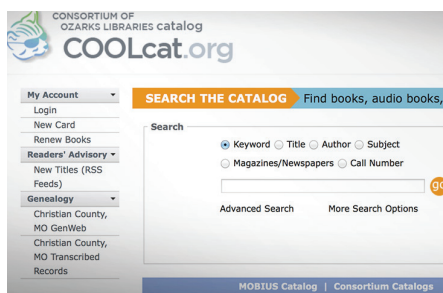 CONSORTIUM OF
OZARKS LIBRARIES catalog
COOLcat.org
My Account
Login
New Card
Renew Books
Readers' Advisory
New Titles (RSS
Feeds)
Genealogy
Christian County,
MO GenWeb
Christian County,
MO Transcribed
Records
SEARCH THE CATALOG Find books, audio books,
Search
Keyword Title Author Subject
Magazines/Newspapers Call Number
go
Advanced Search More Search Options
MOBIUS Catalog | Consortium Catalogs